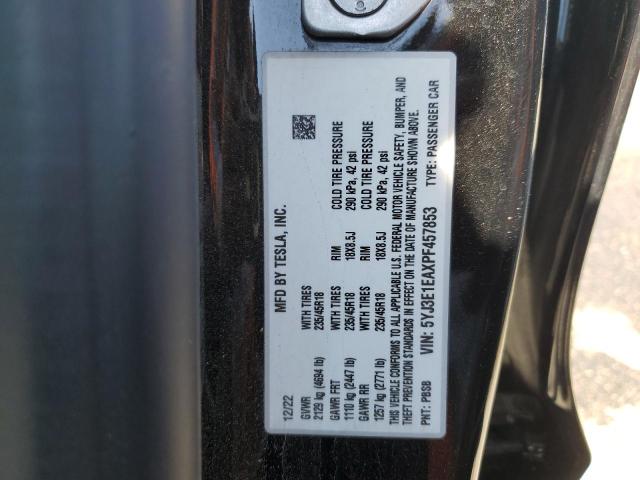 MFD BY TESLA, INC.
12/22
GVWR WITH TIRES RIM COLD TIRE PRESSURE
2129 kg (4694 lb) 235/45R18 18X8.5J 290 kPa, 42 psi
GAWR FRT WITH TIRES RIM COLD TIRE PRESSURE
1110 kg (2447 lb) 235/45R18 18X8.5J 290 kPa, 42 psi
GAWR RR
1257 kg (2771 lb)
THIS VEHICLE CONFORMS TO ALL APPLICABLE U.S. FEDERAL MOTOR VEHICLE SAFETY, BUMPER, AND
THEFT PREVENTION STANDARDS IN EFFECT ON THE DATE OF MANUFACTURE SHOWN ABOVE.
VIN: 5YJ3E1EAXPF457853 TYPE: PASSENGER CAR
PNT: PBSB